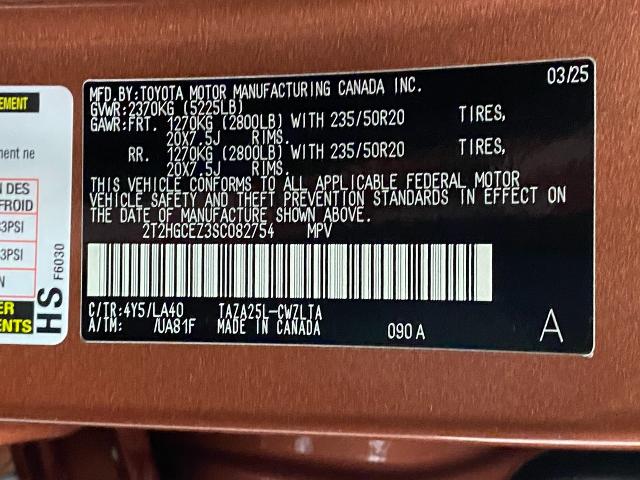 MFD.BY:TOYOTA MOTOR MANUFACTURING CANADA INC. 03/25
GVWR:2370KG (5225LB)
GAWR:FRT. 1270KG (2800LB) WITH 235/50R20 TIRES,
20X7.5J RIMS.
RR. 1270KG (2800LB) WITH 235/50R20 TIRES,
20X7.5J RIMS.
THIS VEHICLE CONFORMS TO ALL APPLICABLE FEDERAL MOTOR
VEHICLE SAFETY AND THEFT PREVENTION STANDARDS IN EFFECT ON
THE DATE OF MANUFACTURE SHOWN ABOVE.
2T2HGCEZ3SC082754 MPV
C/TR:4Y5/LA40 TAZA25L-CWZLTA
A/TM: /UA81F MADE IN CANADA 090 A A
EMENT
ment ne
N DES
FROID
3PSI
3PSI
N
ER
ENTS
HS F6030